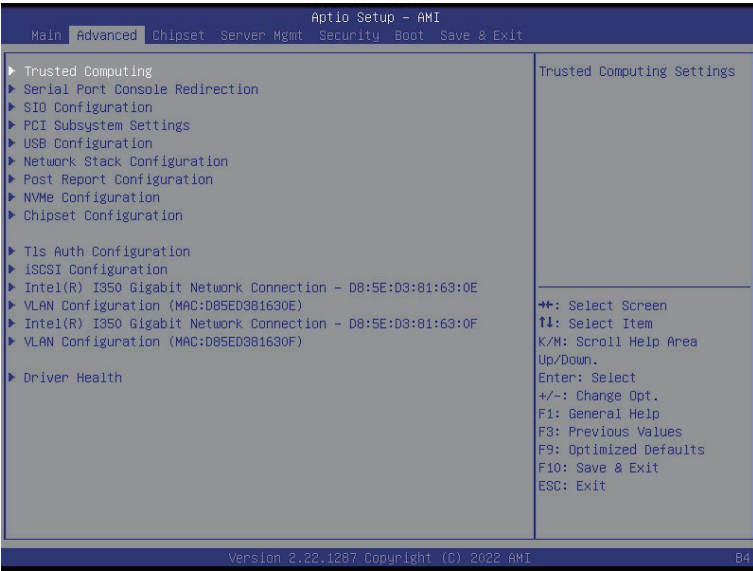 Aptio Setup – AMI
Main Advanced Chipset Server Mgmt Security Boot Save & Exit
Trusted Computing
Serial Port Console Redirection
SIO Configuration
PCI Subsystem Settings
USB Configuration
Network Stack Configuration
Post Report Configuration
NVMe Configuration
Chipset Configuration
Tls Auth Configuration
iSCSI Configuration
Intel(R) I350 Gigabit Network Connection – D8:5E:D3:81:63:0E
VLAN Configuration (MAC:D85ED381630E)
Intel(R) I350 Gigabit Network Connection – D8:5E:D3:81:63:0F
VLAN Configuration (MAC:D85ED381630F)
Driver Health
Trusted Computing Settings
→←: Select Screen
↑↓: Select Item
K/M: Scroll Help Area
Up/Down.
Enter: Select
+/-: Change Opt.
F1: General Help
F3: Previous Values
F9: Optimized Defaults
F10: Save & Exit
ESC: Exit
Version 2.22.1287 Copyright (C) 2022 AMI
B4